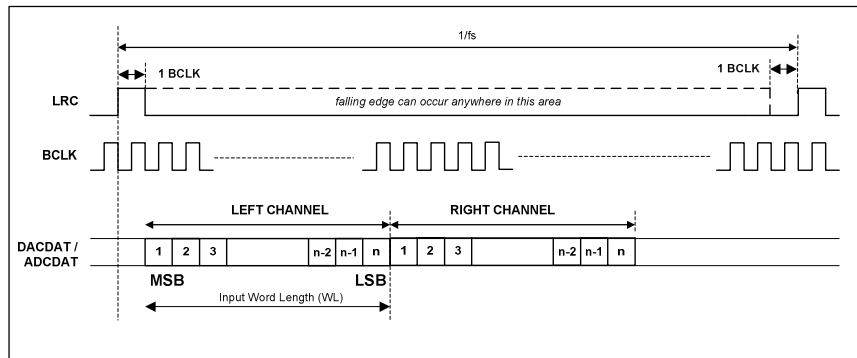 1/fs
1 BCLK
1 BCLK
LRC
falling edge can occur anywhere in this area
BCLK
LEFT CHANNEL
RIGHT CHANNEL
DACDAT /
ADCDAT
1 2 3 n-2 n-1 n 1 2 3 n-2 n-1 n
MSB
LSB
Input Word Length (WL)